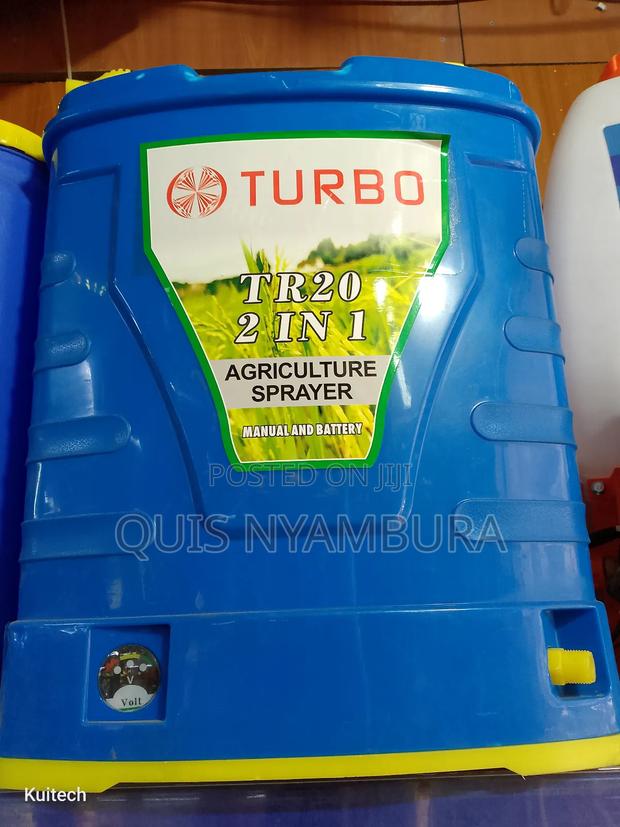 TURBO
TR20
2 IN 1
AGRICULTURE
SPRAYER
MANUAL AND BATTERY
POSTED ON JIJI
QUIS NYAMBURA
V
Volt
Kuitech